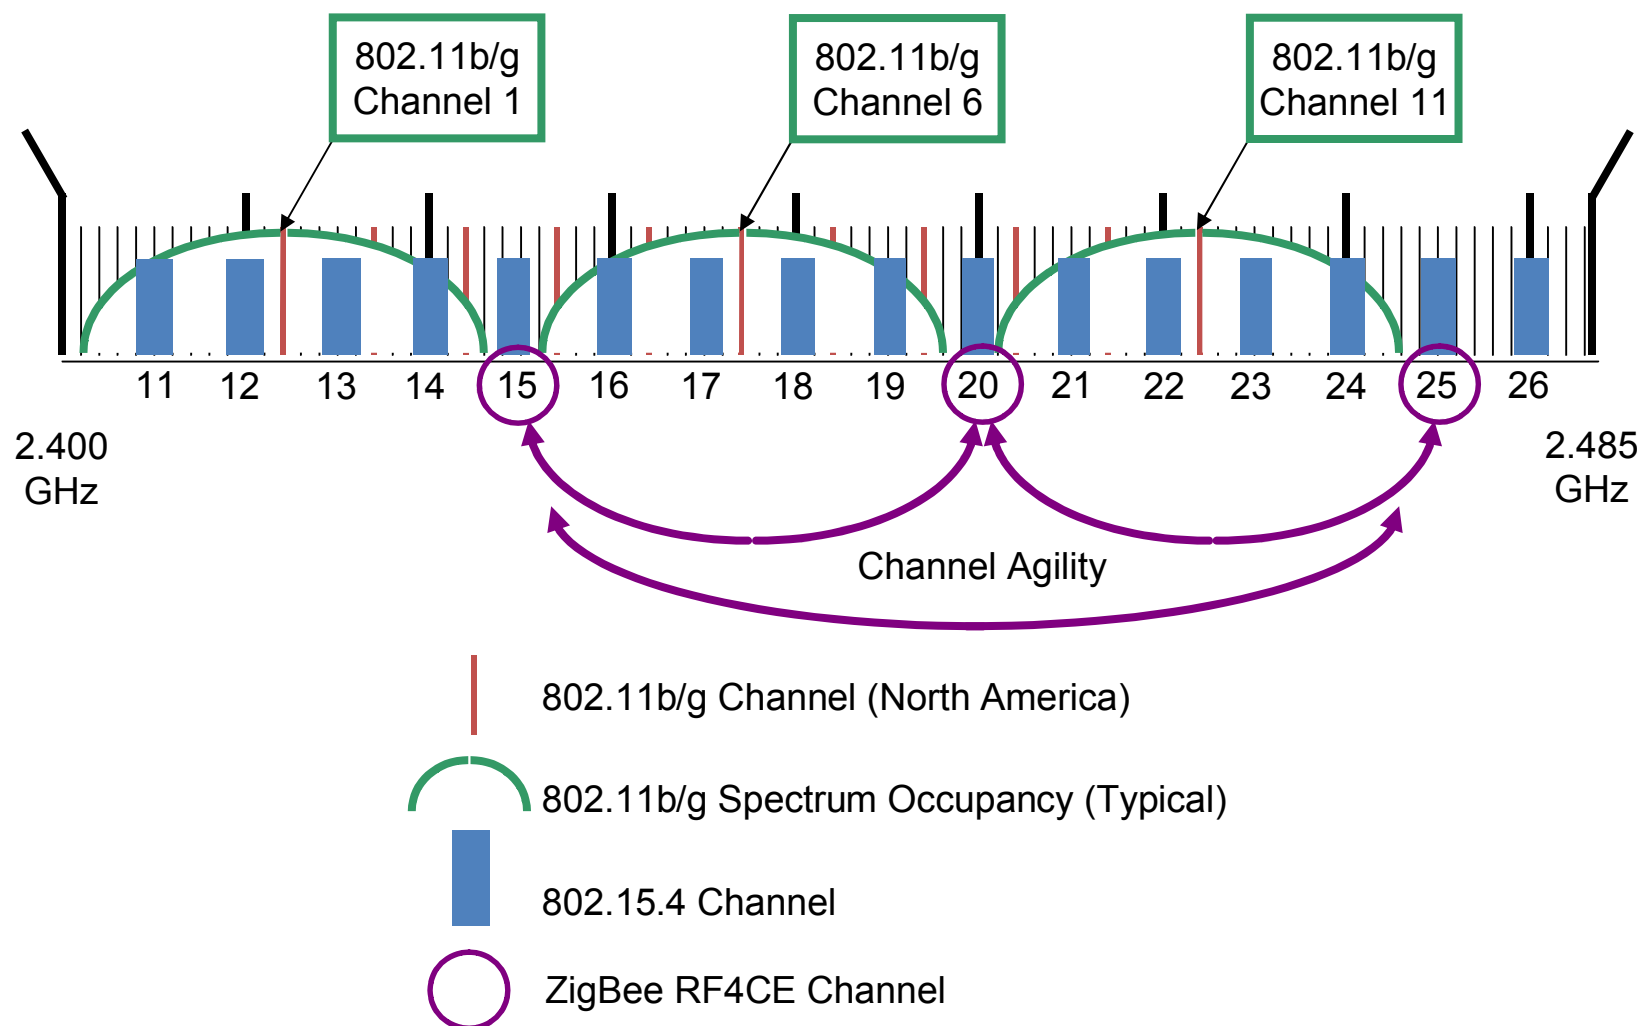 802.11b/g
Channel 1
802.11b/g
Channel 6
802.11b/g
Channel 11
11 12 13 14 15 16 17 18 19 20 21 22 23 24 25 26
2.400
GHz
2.485
GHz
Channel Agility
802.11b/g Channel (North America)
802.11b/g Spectrum Occupancy (Typical)
802.15.4 Channel
ZigBee RF4CE Channel